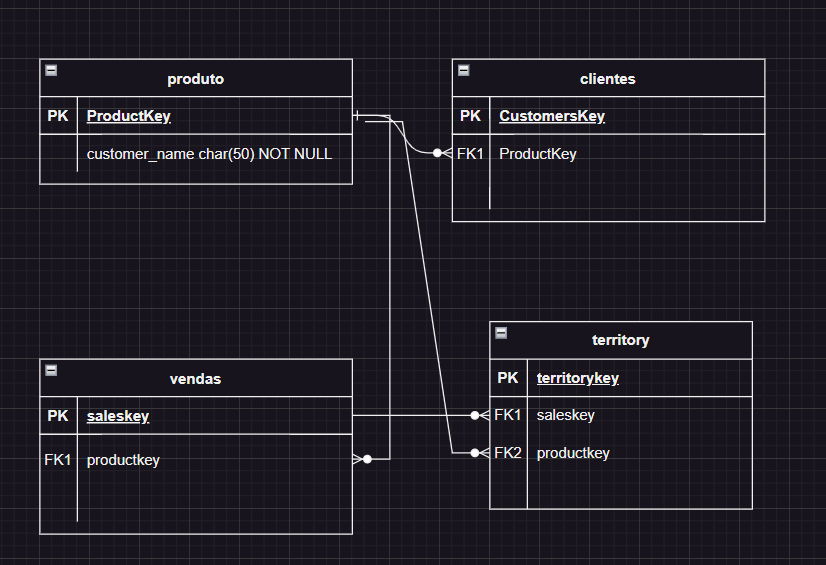 produto
PK ProductKey
customer_name char(50) NOT NULL
clientes
PK CustomersKey
FK1 ProductKey
vendas
PK saleskey
FK1 productkey
territory
PK territorykey
FK1 saleskey
FK2 productkey